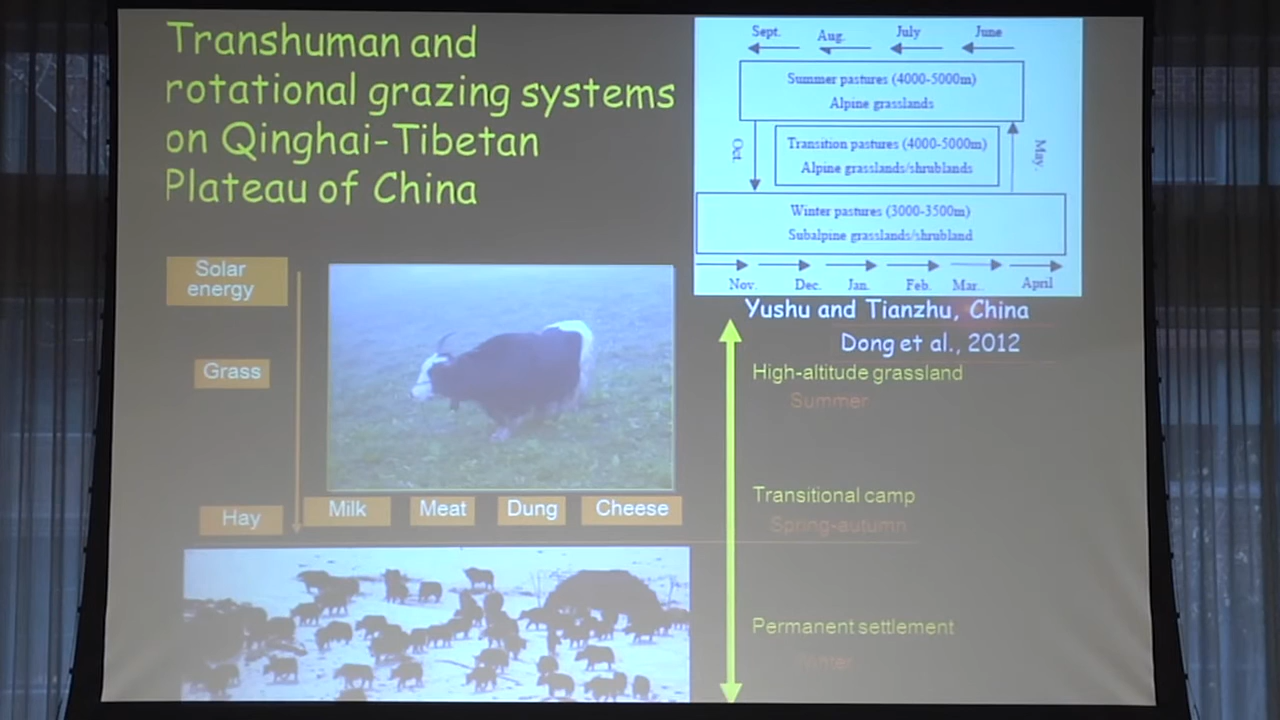 Transhuman and
rotational grazing systems
on Qinghai-Tibetan
Plateau of China
Sept. Aug. July June
Summer pastures (4000-5000m)
Alpine grasslands
Oct.
Transition pastures (4000-5000m)
Alpine grasslands/shrublands
May.
Winter pastures (3000-3500m)
Subalpine grasslands/shrubland
Nov. Dec. Jan. Feb. Mar.. April
Yushu and Tianzhu, China
Dong et al., 2012
Solar
energy
Grass
Hay
Milk Meat Dung Cheese
High-altitude grassland
Summer
Transitional camp
Spring-autumn
Permanent settlement
Winter